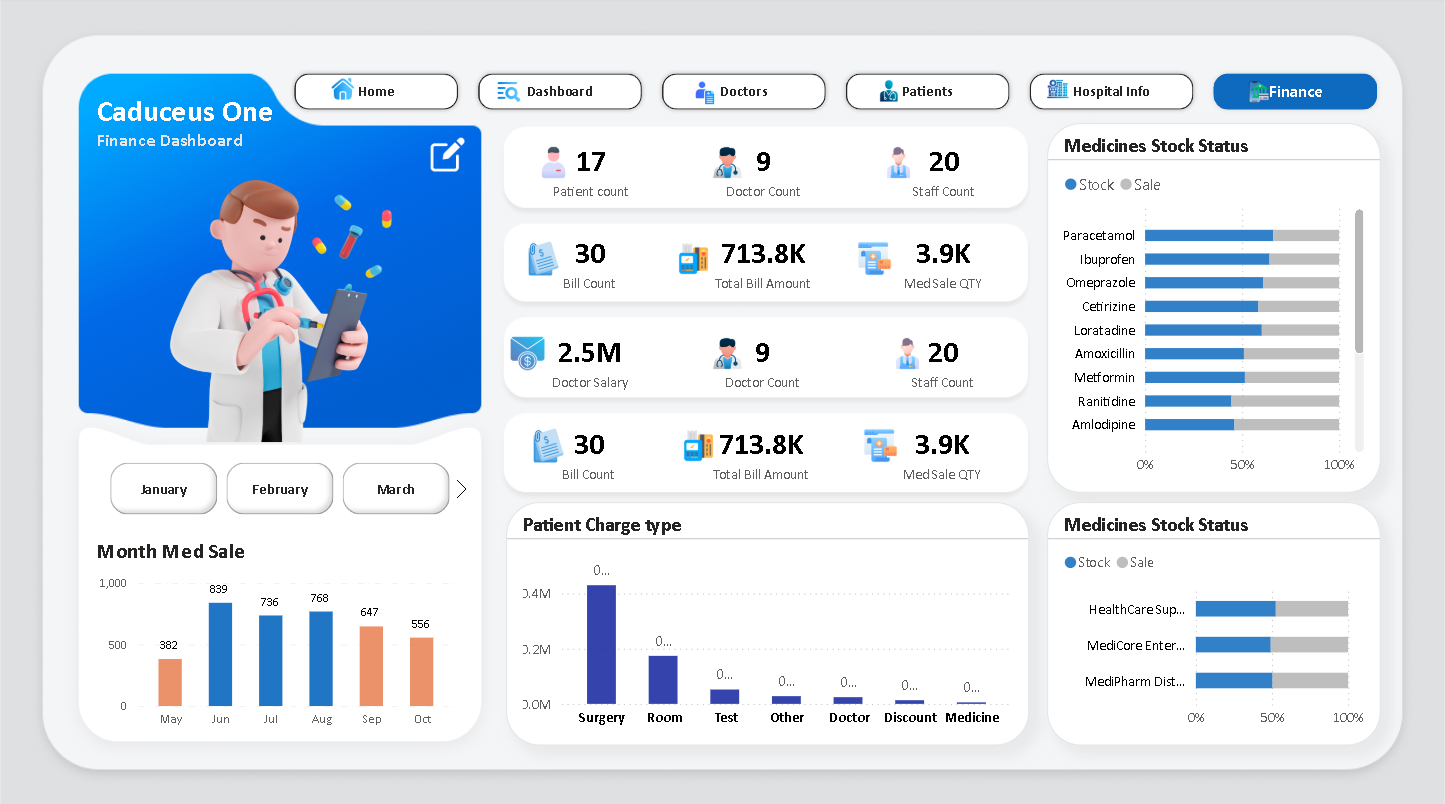 Caduceus One
Finance Dashboard
Home
Dashboard
Doctors
Patients
Hospital Info
Finance
17
Patient count
9
Doctor Count
20
Staff Count
30
Bill Count
713.8K
Total Bill Amount
3.9K
Med Sale QTY
2.5M
Doctor Salary
9
Doctor Count
20
Staff Count
30
Bill Count
713.8K
Total Bill Amount
3.9K
Med Sale QTY
January
February
March
Month Med Sale
1,000
500
0
382
839
736
768
647
556
May
Jun
Jul
Aug
Sep
Oct
Patient Charge type
0.4M
0.2M
0.0M
0...
0...
0...
0...
0...
0...
0...
Surgery
Room
Test
Other
Doctor
Discount
Medicine
Medicines Stock Status
Stock
Sale
Paracetamol
Ibuprofen
Omeprazole
Cetirizine
Loratadine
Amoxicillin
Metformin
Ranitidine
Amlodipine
0%
50%
100%
Medicines Stock Status
Stock
Sale
HealthCare Sup...
MediCore Enter...
MediPharm Dist...
0%
50%
100%